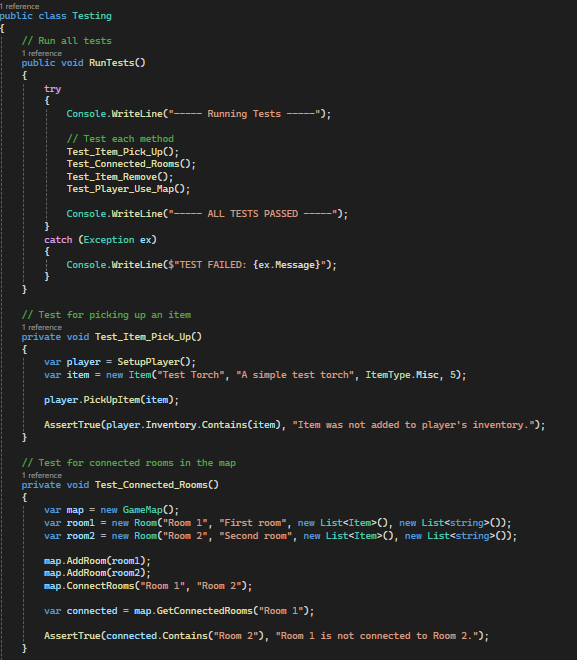 1 reference
public class Testing
{
// Run all tests
1 reference
public void RunTests()
{
try
{
Console.WriteLine("----- Running Tests -----");
// Test each method
Test_Item_Pick_Up();
Test_Connected_Rooms();
Test_Item_Remove();
Test_Player_Use_Map();
Console.WriteLine("----- ALL TESTS PASSED -----");
}
catch (Exception ex)
{
Console.WriteLine($"TEST FAILED: {ex.Message}");
}
}
// Test for picking up an item
1 reference
private void Test_Item_Pick_Up()
{
var player = SetupPlayer();
var item = new Item("Test Torch", "A simple test torch", ItemType.Misc, 5);
player.PickUpItem(item);
AssertTrue(player.Inventory.Contains(item), "Item was not added to player's inventory.");
}
// Test for connected rooms in the map
1 reference
private void Test_Connected_Rooms()
{
var map = new GameMap();
var room1 = new Room("Room 1", "First room", new List<Item>(), new List<string>());
var room2 = new Room("Room 2", "Second room", new List<Item>(), new List<string>());
map.AddRoom(room1);
map.AddRoom(room2);
map.ConnectRooms("Room 1", "Room 2");
var connected = map.GetConnectedRooms("Room 1");
AssertTrue(connected.Contains("Room 2"), "Room 1 is not connected to Room 2.");
}